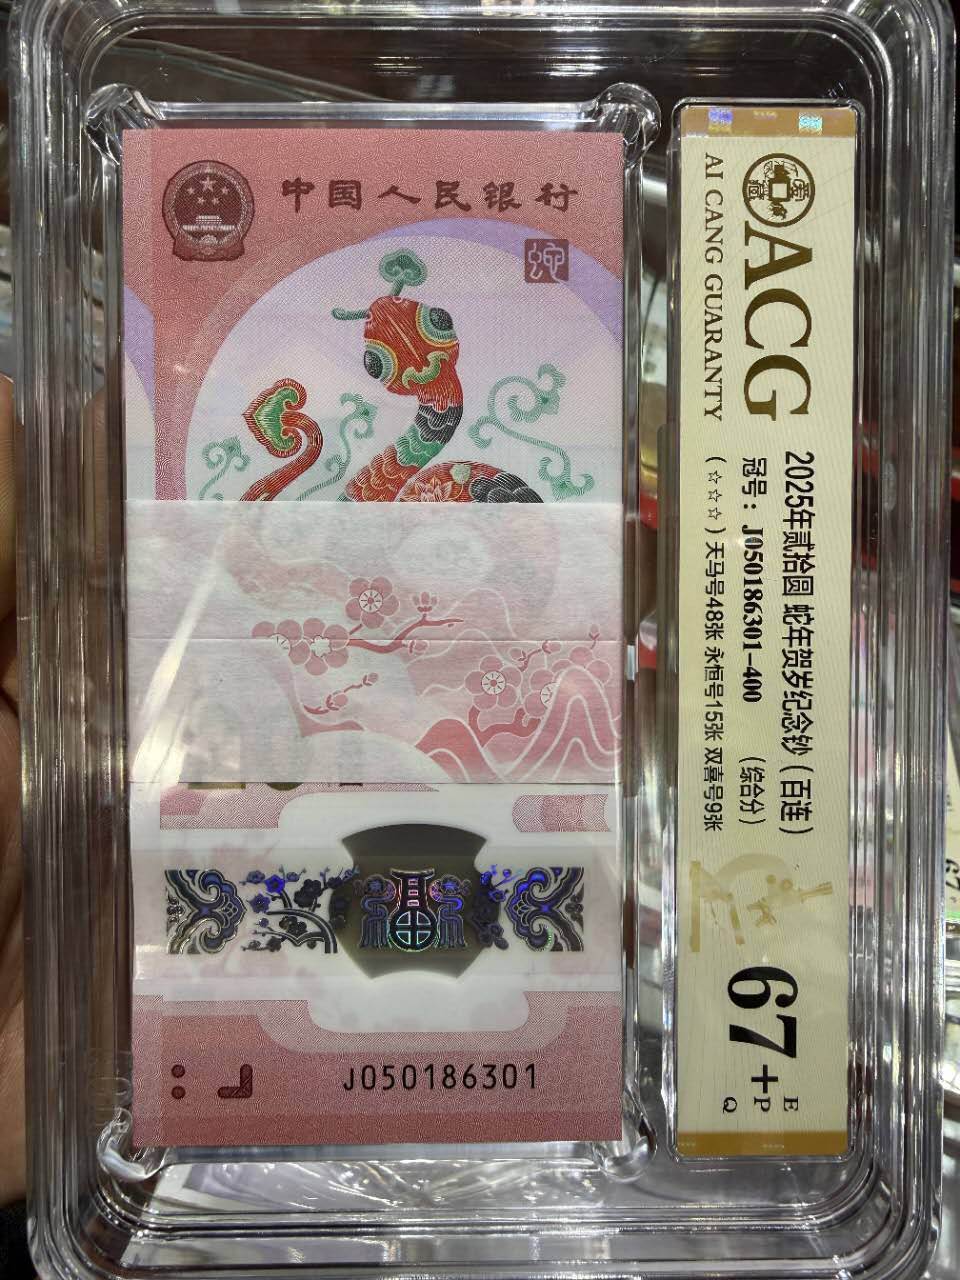 中国人民银行
蛇
J050186301
ACG
AI CANG GUARANTY
2025年贰拾圆 蛇年贺岁纪念钞（百连）
冠号：J050186301-400 （综合分）
（☆☆☆）天马号48张 永恒号15张 双喜号9张
67+
E
P
Q